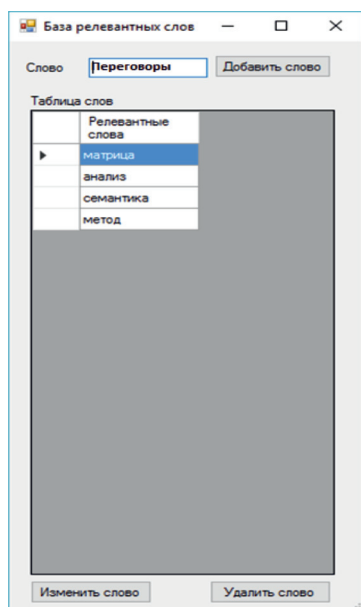 База релевантных слов
Слово Переговоры Добавить слово
Таблица слов
Релевантные
слова
матрица
анализ
семантика
метод
Изменить слово Удалить слово